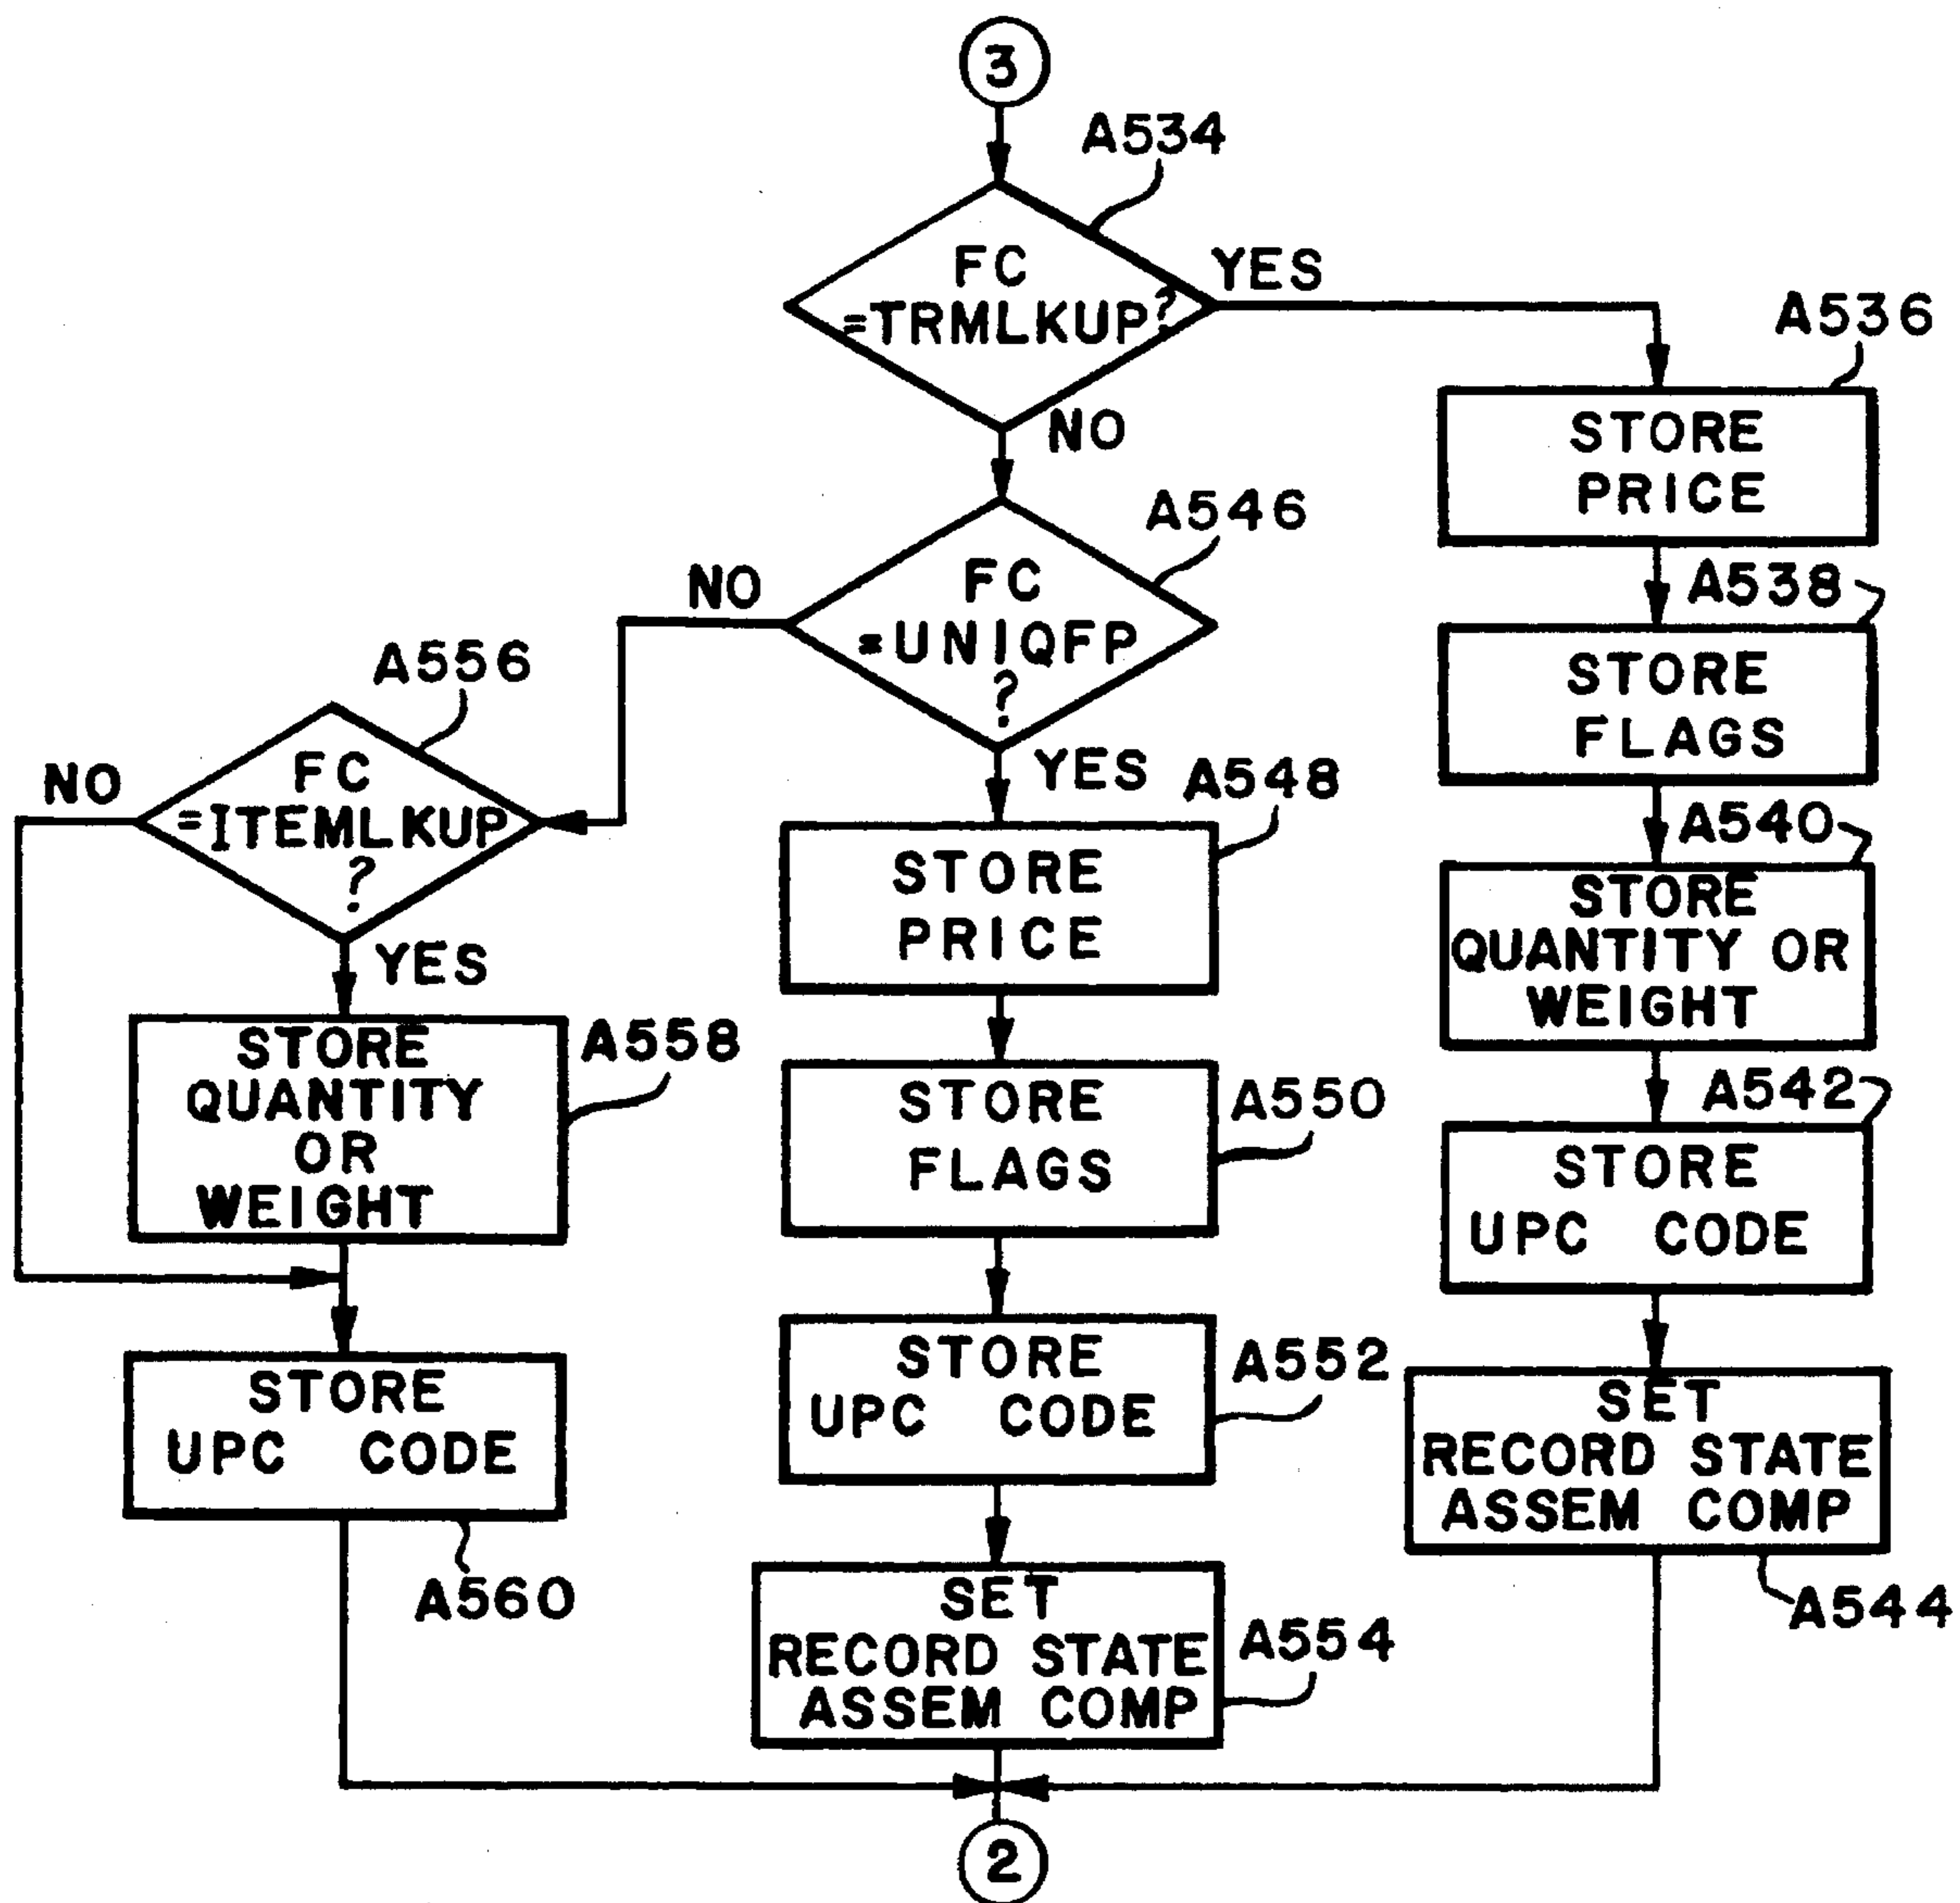 3
A534
FC
=TRMLKUP?
YES
NO
A536
STORE
PRICE
A538
STORE
FLAGS
A540
STORE
QUANTITY OR
WEIGHT
A542
STORE
UPC CODE
SET
RECORD STATE
ASSEM COMP
A544
A546
FC
=UNIQFP
?
NO
YES
A548
STORE
PRICE
STORE
FLAGS
A550
STORE
UPC CODE
A552
SET
RECORD STATE
ASSEM COMP
A554
A556
FC
=ITEMLKUP
?
NO
YES
STORE
QUANTITY
OR
WEIGHT
A558
STORE
UPC CODE
A560
2